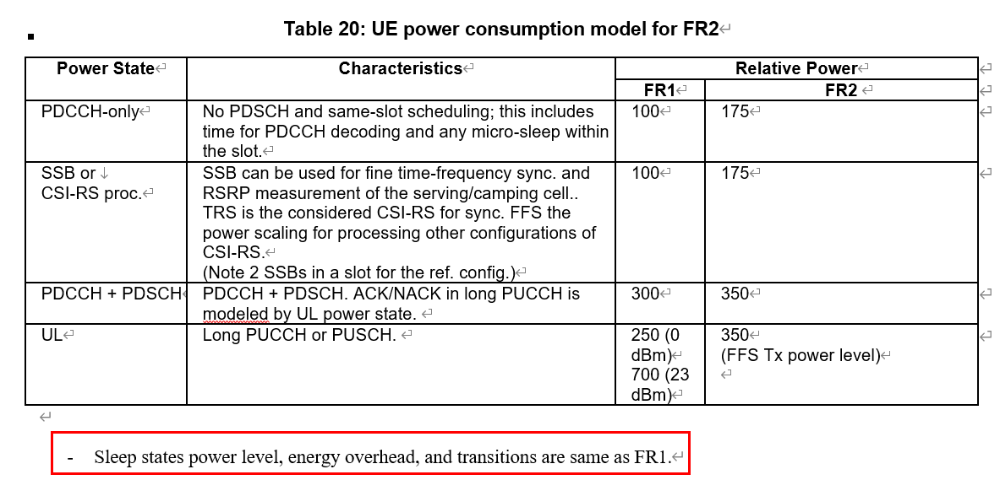 Table 20: UE power consumption model for FR2
Power State
Characteristics
Relative Power
FR1
FR2
PDCCH-only
No PDSCH and same-slot scheduling; this includes
time for PDCCH decoding and any micro-sleep within
the slot.
100
175
SSB or
CSI-RS proc.
SSB can be used for fine time-frequency sync. and
RSRP measurement of the serving/camping cell..
TRS is the considered CSI-RS for sync. FFS the
power scaling for processing other configurations of
CSI-RS.
(Note 2 SSBs in a slot for the ref. config.)
100
175
PDCCH + PDSCH
PDCCH + PDSCH. ACK/NACK in long PUCCH is
modeled by UL power state.
300
350
UL
Long PUCCH or PUSCH.
250 (0
dBm)
700 (23
dBm)
350
(FFS Tx power level)
- Sleep states power level, energy overhead, and transitions are same as FR1.